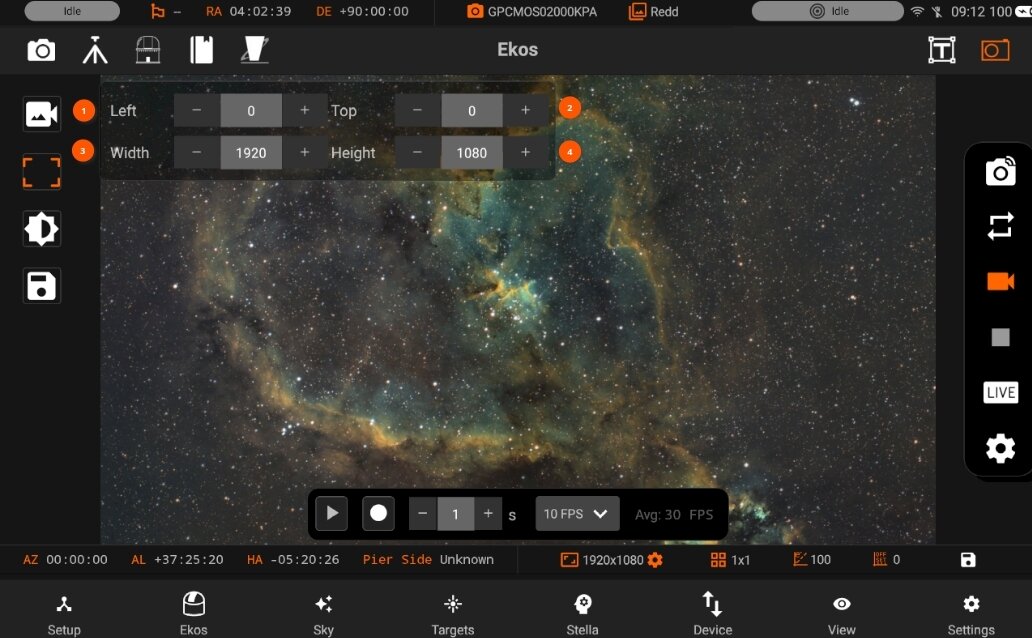 Idle – RA 04:02:39 DE +90:00:00 GPCMOS02000KPA Redd Idle 09:12 100
Ekos
T
1 Left − 0 + Top − 0 + 2
3 Width − 1920 + Height − 1080 + 4
LIVE
− 1 + s 10 FPS Avg: 30 FPS
AZ 00:00:00 AL +37:25:20 HA -05:20:26 Pier Side Unknown 1920x1080 1x1 100 0
Setup Ekos Sky Targets Stella Device View Settings